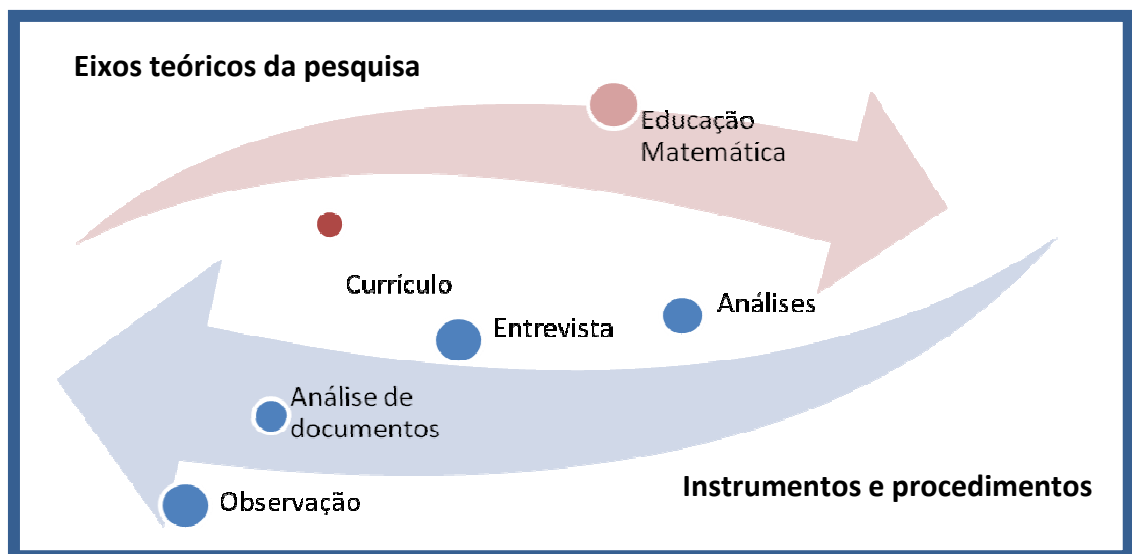 Eixos teóricos da pesquisa
Educação
Matemática
Currículo
Análises
Entrevista
Análise de
documentos
Instrumentos e procedimentos
Observação